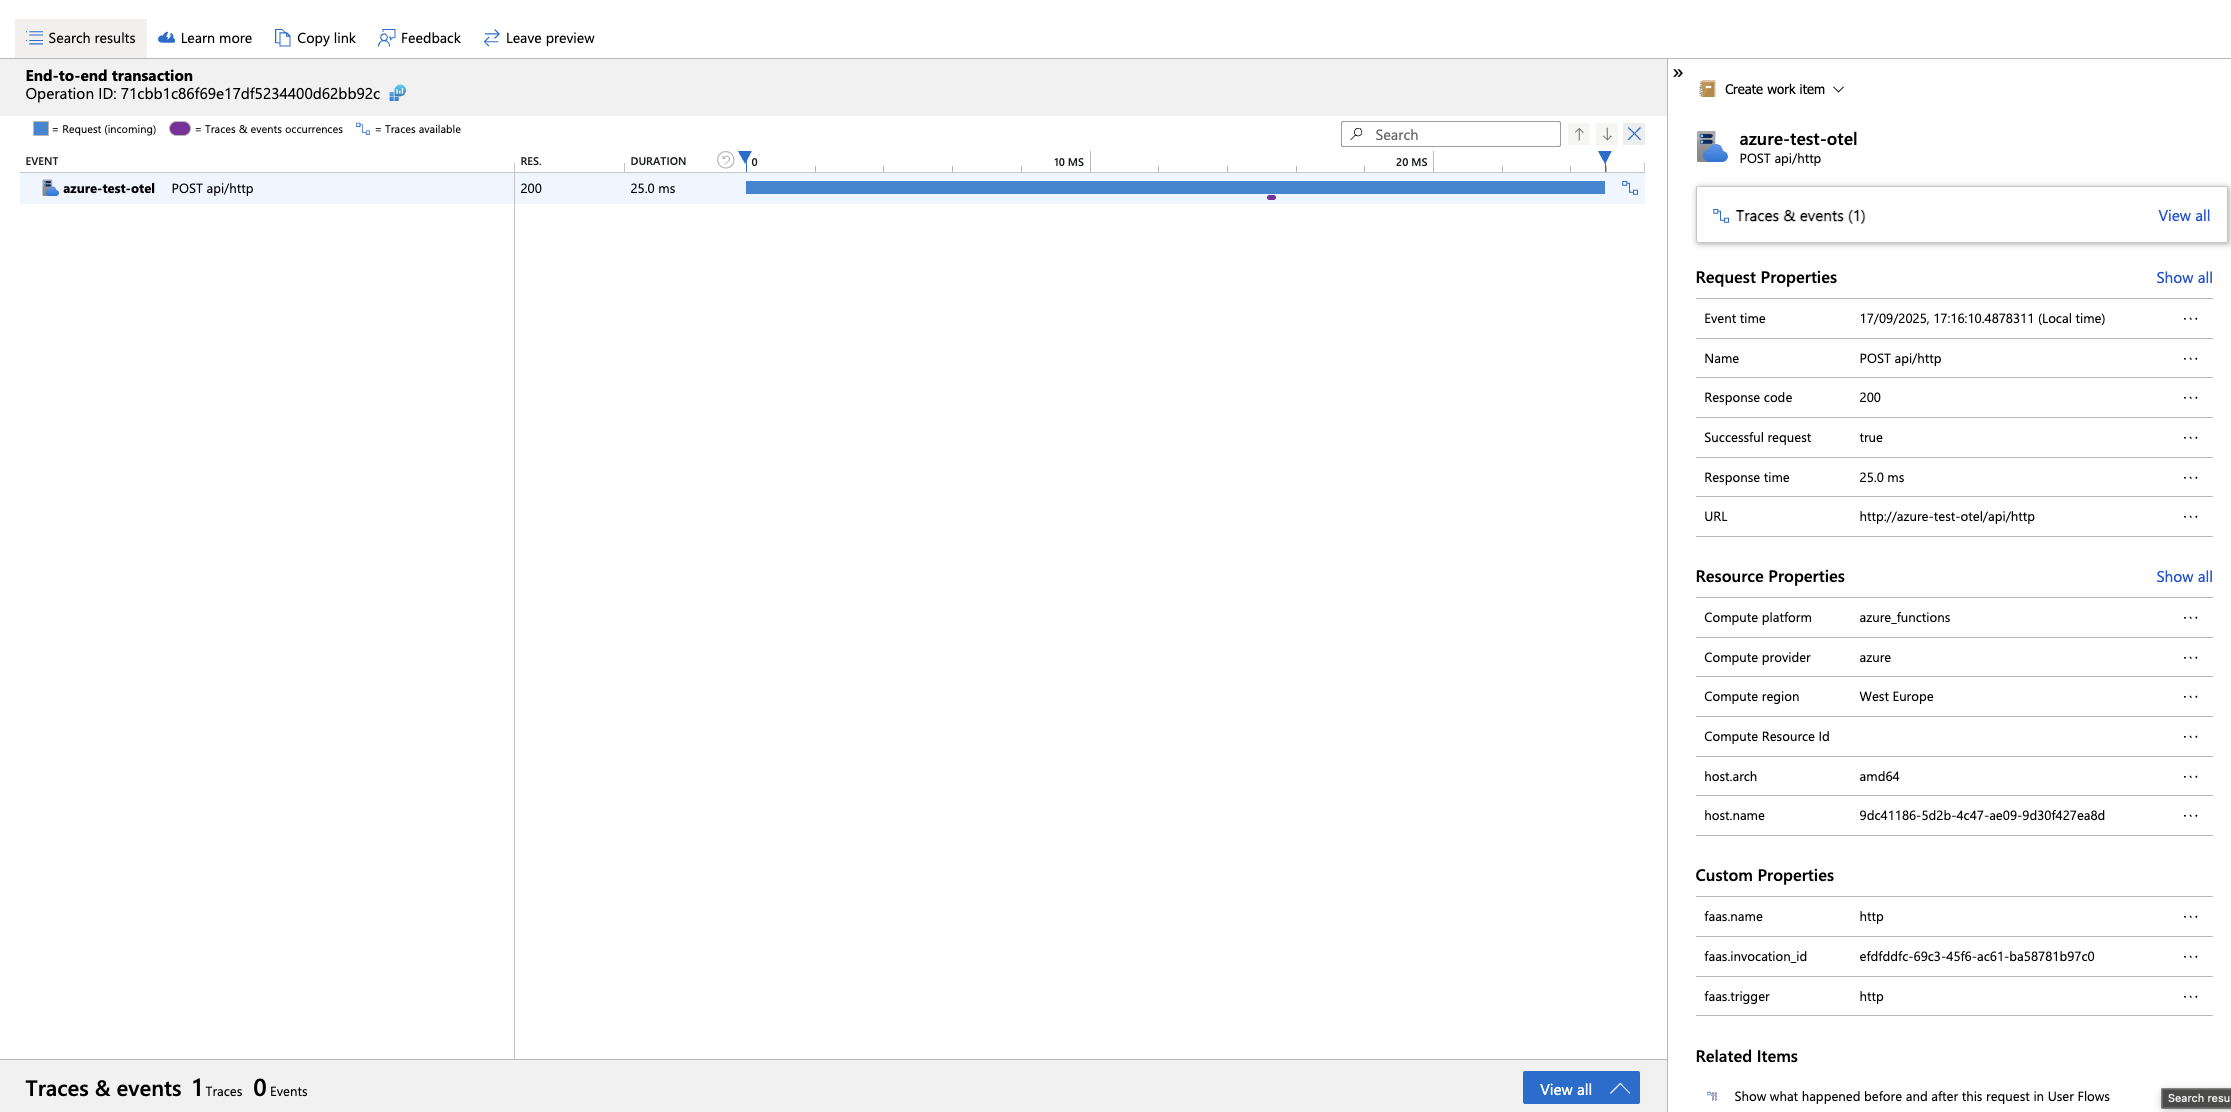 Search results
Learn more
Copy link
Feedback
Leave preview
End-to-end transaction
Operation ID: 71cbb1c86f69e17df5234400d62bb92c
= Request (incoming)
= Traces & events occurrences
= Traces available
Search
EVENT
RES.
DURATION
0
10 MS
20 MS
azure-test-otel POST api/http
200
25.0 ms
Traces & events 1 Traces 0 Events
View all
»
Create work item
azure-test-otel
POST api/http
Traces & events (1)
View all
Request Properties
Show all
Event time 17/09/2025, 17:16:10.4878311 (Local time) ...
Name POST api/http ...
Response code 200 ...
Successful request true ...
Response time 25.0 ms ...
URL http://azure-test-otel/api/http ...
Resource Properties
Show all
Compute platform azure_functions ...
Compute provider azure ...
Compute region West Europe ...
Compute Resource Id ...
host.arch amd64 ...
host.name 9dc41186-5d2b-4c47-ae09-9d30f427ea8d ...
Custom Properties
faas.name http ...
faas.invocation_id efdfddfc-69c3-45f6-ac61-ba58781b97c0 ...
faas.trigger http ...
Related Items
Show what happened before and after this request in User Flows
Search resu